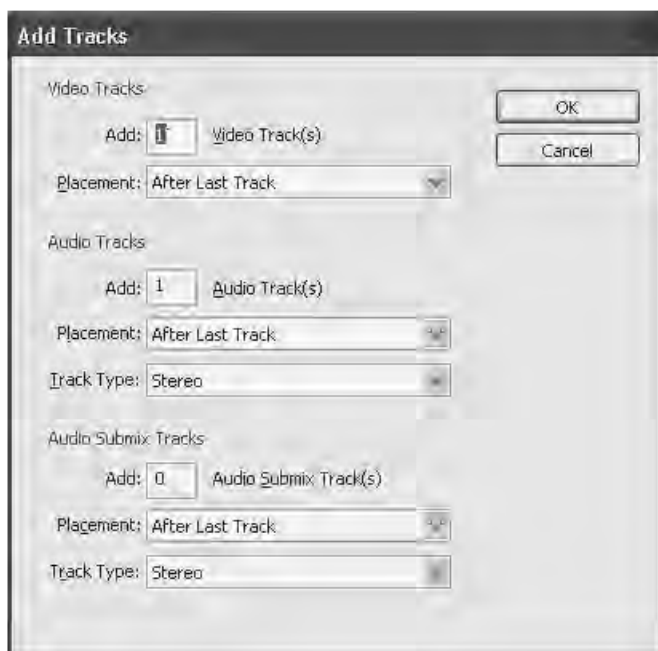 Add Tracks
Video Tracks
OK
Add: 1 Video Track(s)
Cancel
Placement: After Last Track
Audio Tracks
Add: 1 Audio Track(s)
Placement: After Last Track
Track Type: Stereo
Audio Submix Tracks
Add: 0 Audio Submix Track(s)
Placement: After Last Track
Track Type: Stereo